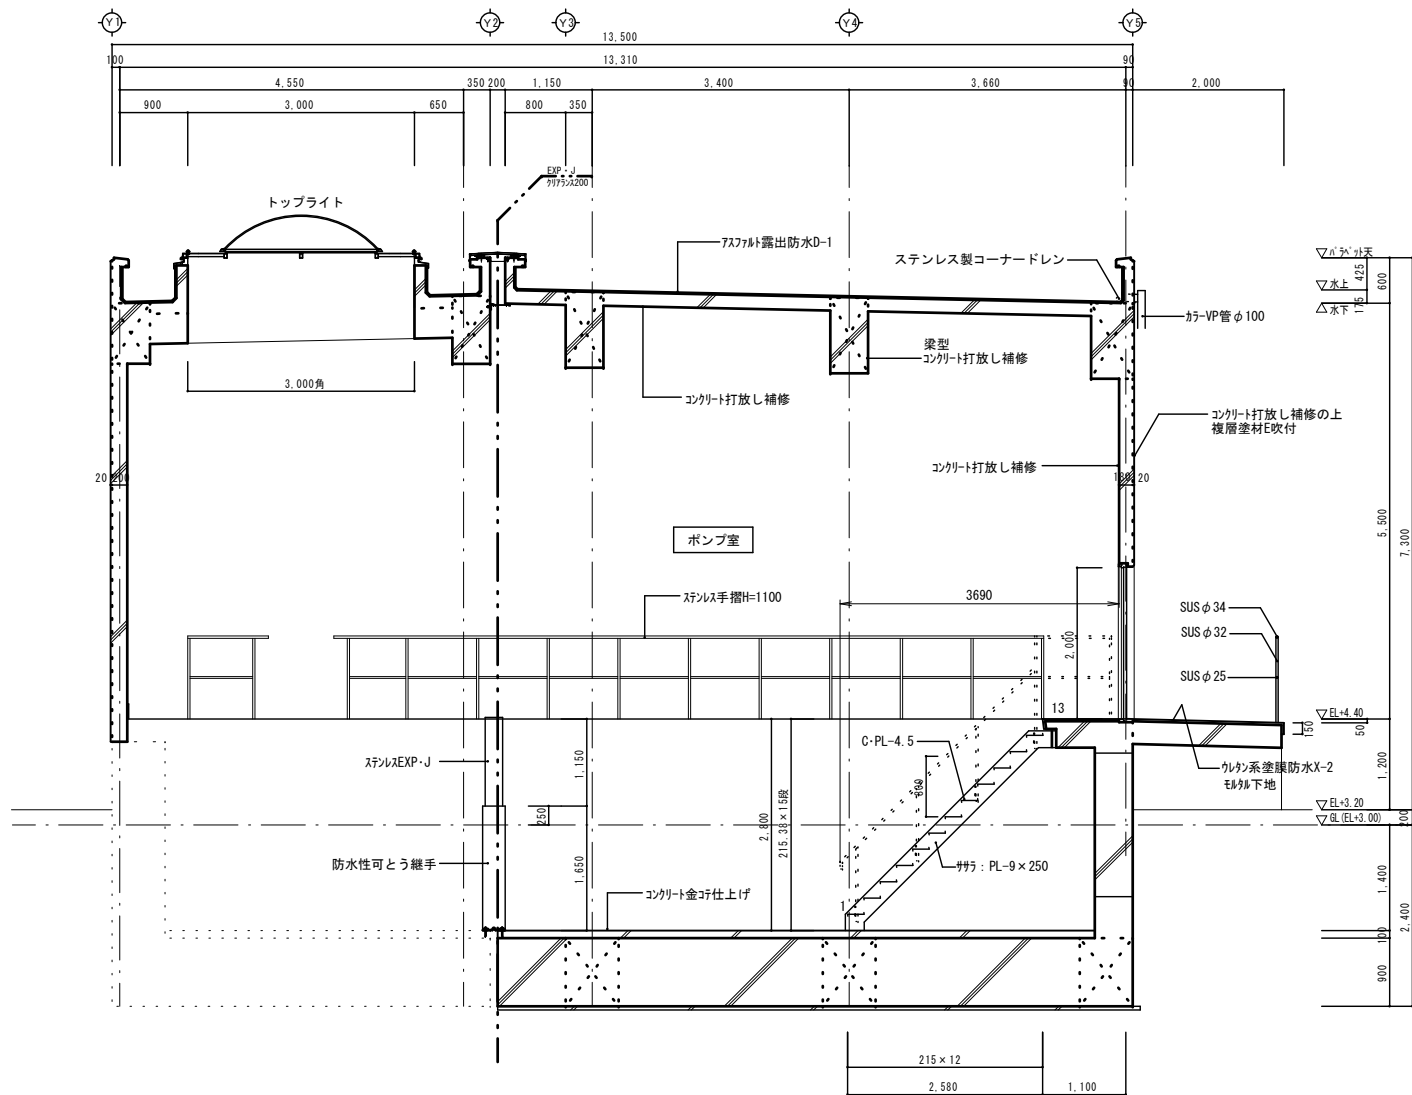 Y1
Y2
Y3
Y4
Y5
13,500
100
13,310
90
4,550
350
200
1,150
3,400
3,660
90
2,000
900
3,000
650
800
350
EXP・J
クリアランス200
トップライト
アスファルト露出防水D-1
ステンレス製コーナードレン
▽パラペット天
425
600
▽水上
175
△水下
カラーVP管φ100
梁型
コンクリート打放し補修
3,000角
コンクリート打放し補修
コンクリート打放し補修の上
複層塗材E吹付
コンクリート打放し補修
20
200
180
20
ポンプ室
5,500
7,300
ステンレス手摺H=1100
3690
2,000
SUSφ34
SUSφ32
SUSφ25
13
▽EL+4.40
150
50
C・PL-4.5
ステンレスEXP・J
1,150
800
ウレタン系塗膜防水X-2
モルタル下地
1,200
250
2,800
215.38×15段
▽EL+3.20
▽GL(EL+3.00)
200
防水性可とう継手
1,650
ササラ：PL-9×250
1,400
コンクリート金コテ仕上げ
1
2,400
100
900
215×12
2,580
1,100